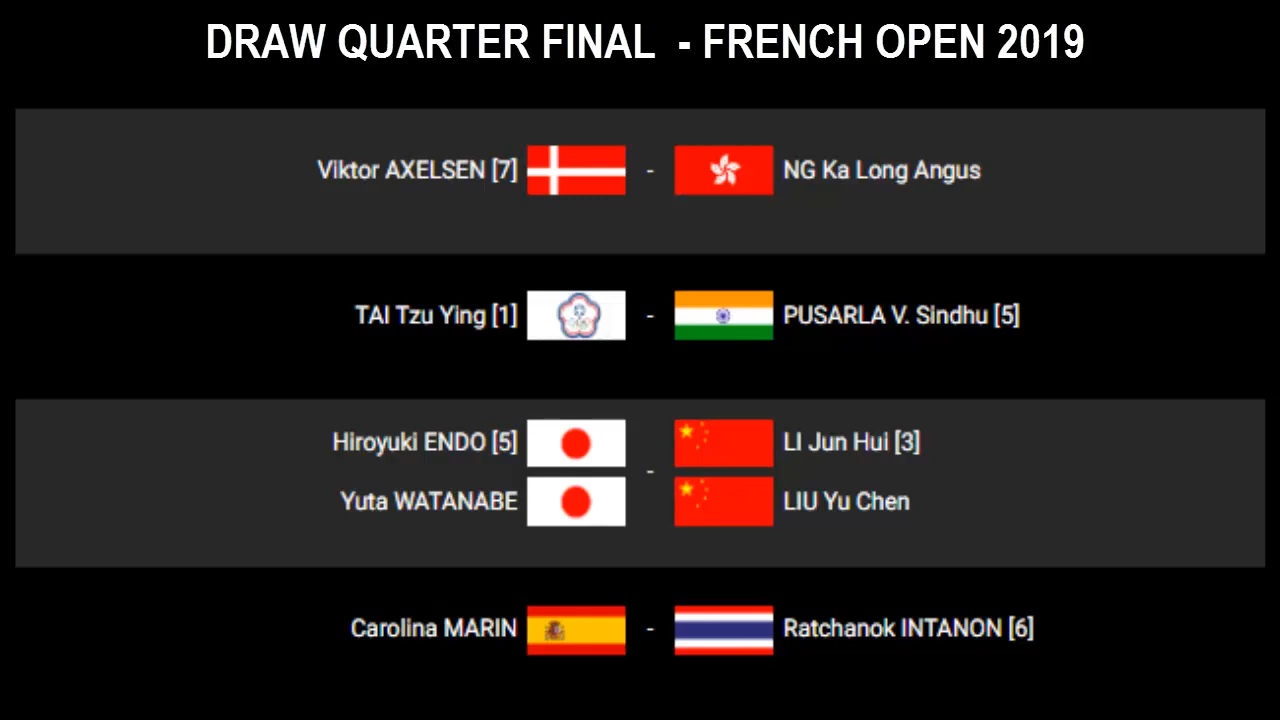 DRAW QUARTER FINAL - FRENCH OPEN 2019
Viktor AXELSEN [7] - NG Ka Long Angus
TAI Tzu Ying [1] - PUSARLA V. Sindhu [5]
Hiroyuki ENDO [5] - LI Jun Hui [3]
Yuta WATANABE LIU Yu Chen
Carolina MARIN - Ratchanok INTANON [6]